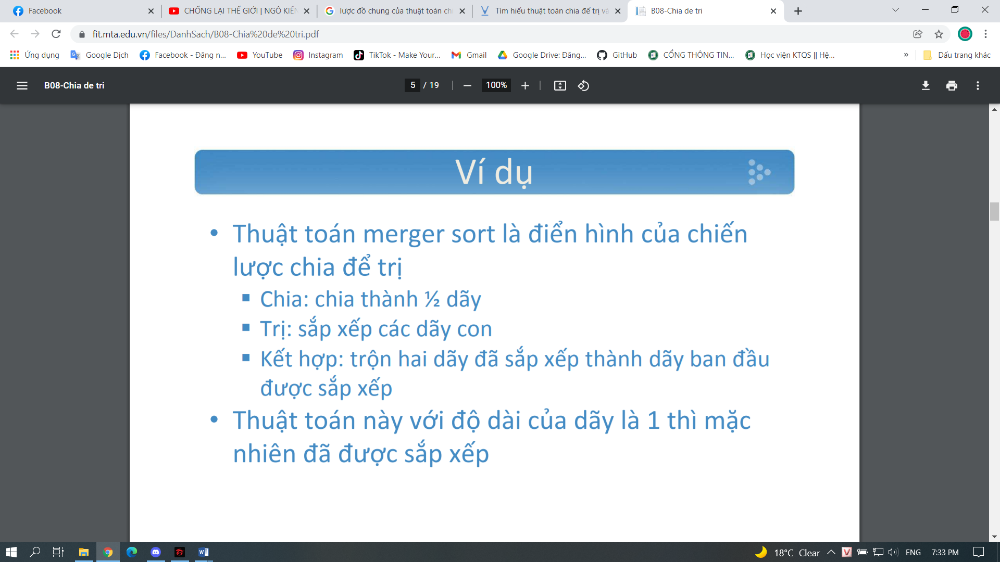 Facebook
CHỐNG LẠI THẾ GIỚI | NGÔ KIẾN
lược đồ chung của thuật toán chi
Tìm hiểu thuật toán chia để trị và
B08-Chia de tri
fit.mta.edu.vn/files/DanhSach/B08-Chia%20de%20tri.pdf
Ứng dụng
Google Dịch
Facebook - Đăng n...
YouTube
Instagram
TikTok - Make Your...
Gmail
Google Drive: Đăng...
GitHub
CỔNG THÔNG TIN...
Học viện KTQS || Hệ...
»
Dấu trang khác
B08-Chia de tri
5 / 19
100%
Ví dụ
• Thuật toán merger sort là điển hình của chiến
lược chia để trị
▪ Chia: chia thành ½ dãy
▪ Trị: sắp xếp các dãy con
▪ Kết hợp: trộn hai dãy đã sắp xếp thành dãy ban đầu
được sắp xếp
• Thuật toán này với độ dài của dãy là 1 thì mặc
nhiên đã được sắp xếp
18°C Clear
ENG
7:33 PM